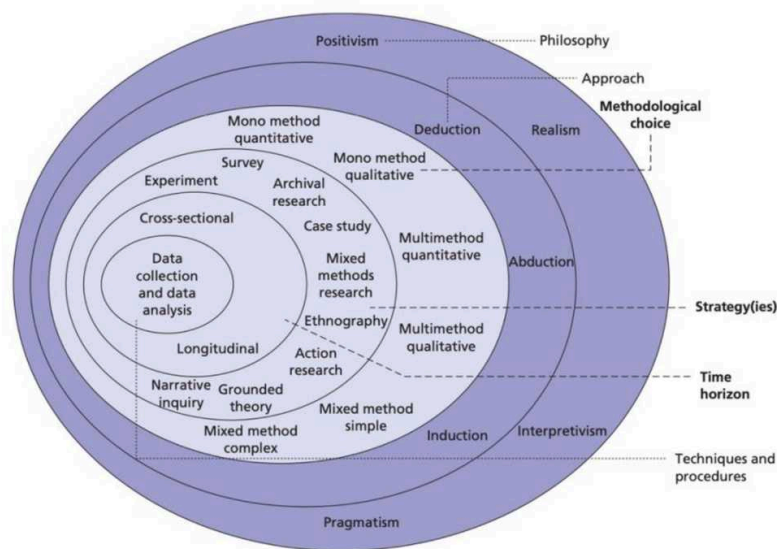 Positivism
Philosophy
Approach
Methodological
choice
Mono method
quantitative
Deduction
Realism
Survey
Mono method
qualitative
Experiment
Archival
research
Cross-sectional
Case study
Multimethod
quantitative
Data
collection
and data
analysis
Mixed
methods
research
Abduction
Strategy(ies)
Ethnography
Multimethod
qualitative
Longitudinal
Action
research
Time
horizon
Narrative
inquiry
Grounded
theory
Mixed method
simple
Mixed method
complex
Induction
Interpretivism
Techniques and
procedures
Pragmatism